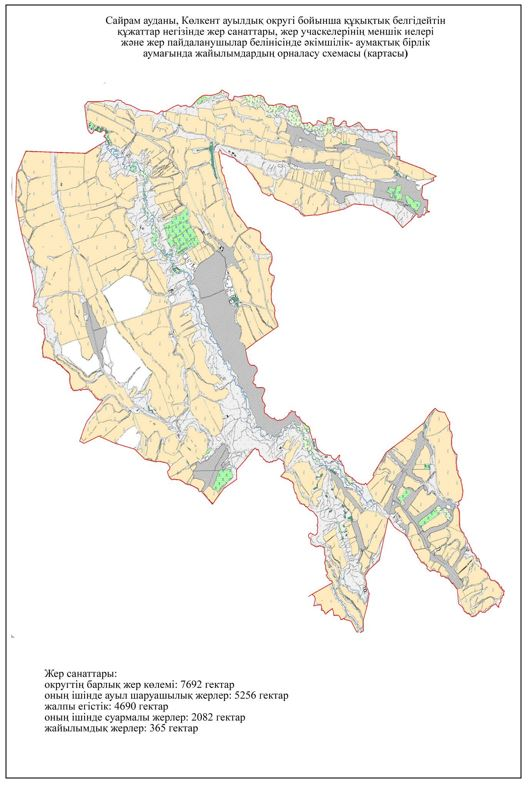 Сайрам ауданы, Көлкент ауылдық округі бойынша құқықтық белгідейтін
құжаттар негізінде жер санаттары, жер учаскелерінің меншік иелері
және жер пайдаланушылар белінісінде әкімшілік- аумақтық бірлік
аумағында жайылымдардың орналасу схемасы (картасы)
Жер санаттары:
округтің барлық жер көлемі: 7692 гектар
оның ішінде ауыл шаруашылық жерлер: 5256 гектар
жалпы егістік: 4690 гектар
оның ішінде суармалы жерлер: 2082 гектар
жайылымдық жерлер: 365 гектар